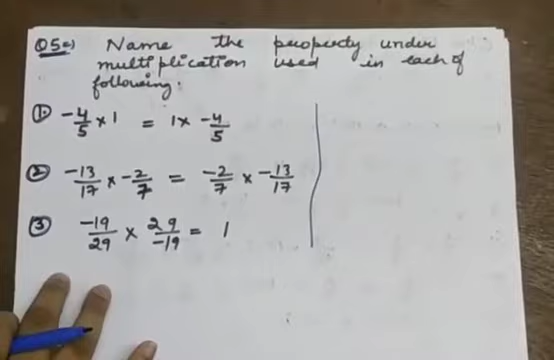 Q5=) Name the property under
multiplication used in each of
following.
① -4/5 × 1 = 1 × -4/5
② -13/17 × -2/7 = -2/7 × -13/17
③ -19/29 × 29/-19 = 1